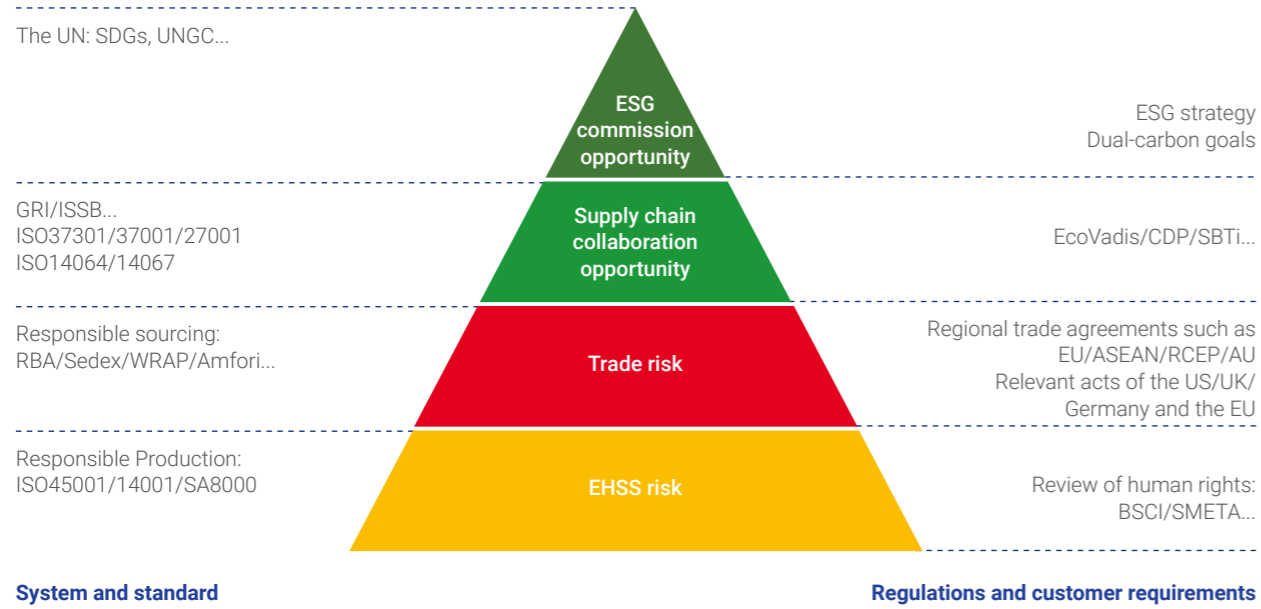 The UN: SDGs, UNGC...
ESG
commission
opportunity
ESG strategy
Dual-carbon goals
GRI/ISSB...
ISO37301/37001/27001
ISO14064/14067
Supply chain
collaboration
opportunity
EcoVadis/CDP/SBTi...
Responsible sourcing:
RBA/Sedex/WRAP/Amfori...
Trade risk
Regional trade agreements such as
EU/ASEAN/RCEP/AU
Relevant acts of the US/UK/
Germany and the EU
Responsible Production:
ISO45001/14001/SA8000
EHSS risk
Review of human rights:
BSCI/SMETA...
System and standard
Regulations and customer requirements